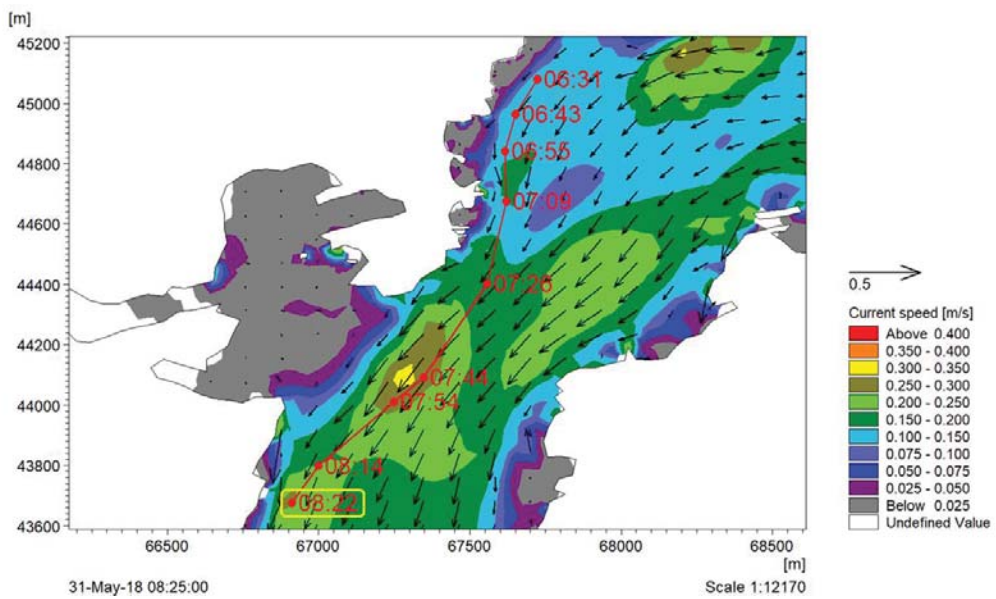 [m]
45200
45000
44800
44600
44400
44200
44000
43800
43600
06:31
06:43
06:55
07:09
07:26
07:44
07:54
08:14
08:22
66500 67000 67500 68000 68500
[m]
31-May-18 08:25:00 Scale 1:12170
0.5
Current speed [m/s]
Above 0.400
0.350 - 0.400
0.300 - 0.350
0.250 - 0.300
0.200 - 0.250
0.150 - 0.200
0.100 - 0.150
0.075 - 0.100
0.050 - 0.075
0.025 - 0.050
Below 0.025
Undefined Value